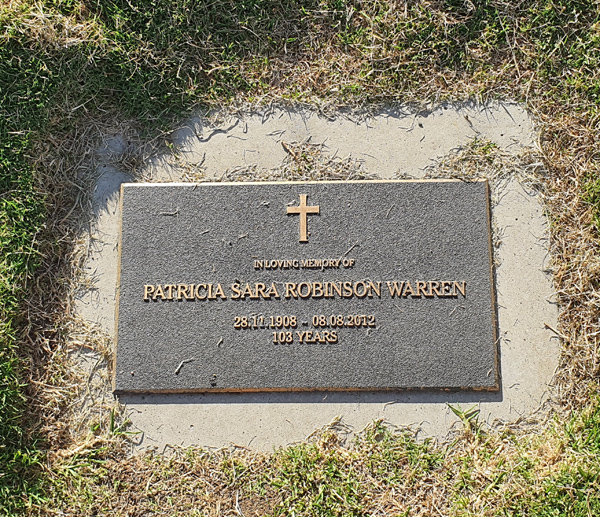 IN LOVING MEMORY OF
PATRICIA SARA ROBINSON WARREN
28.11.1908 ~ 08.08.2012
103 YEARS